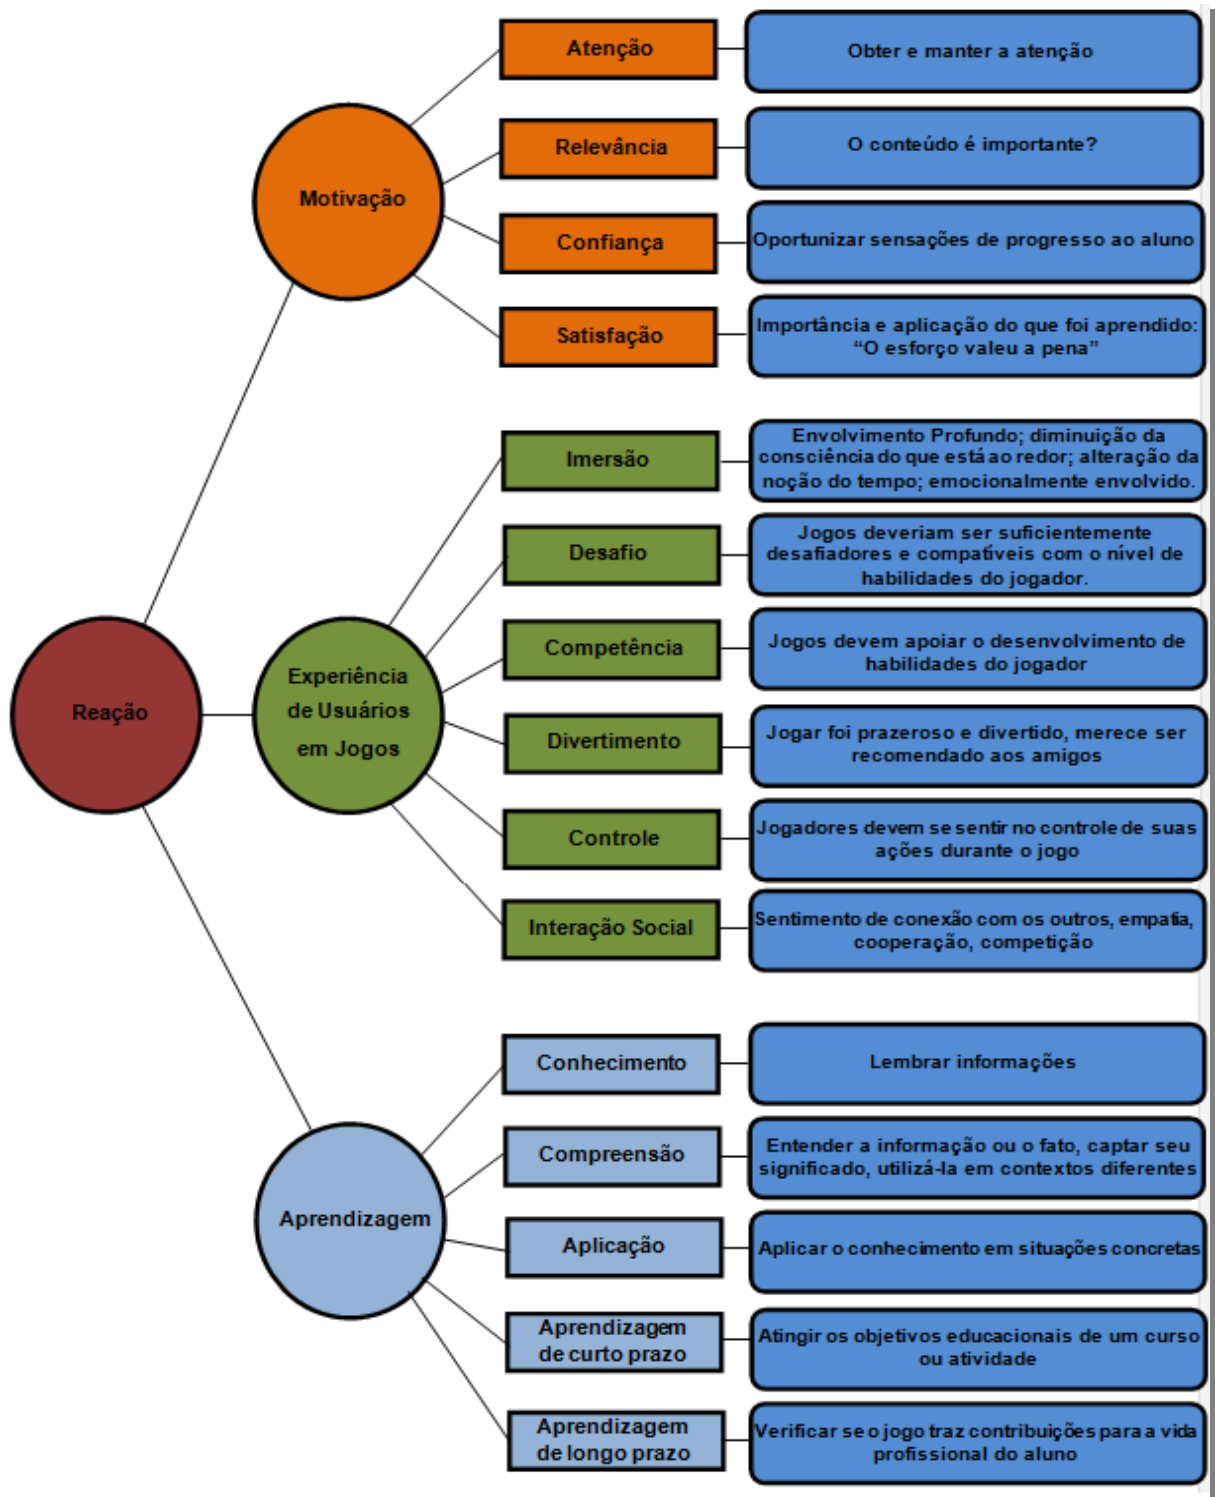 Atenção
Obter e manter a atenção
Relevância
O conteúdo é importante?
Motivação
Confiança
Oportunizar sensações de progresso ao aluno
Satisfação
Importância e aplicação do que foi aprendido:
“O esforço valeu a pena”
Imersão
Envolvimento Profundo; diminuição da
consciência do que está ao redor; alteração da
noção do tempo; emocionalmente envolvido.
Desafio
Jogos deveriam ser suficientemente
desafiadores e compatíveis com o nível de
habilidades do jogador.
Competência
Jogos devem apoiar o desenvolvimento de
habilidades do jogador
Reação
Experiência
de Usuários
em Jogos
Divertimento
Jogar foi prazeroso e divertido, merece ser
recomendado aos amigos
Controle
Jogadores devem se sentir no controle de suas
ações durante o jogo
Interação Social
Sentimento de conexão com os outros, empatia,
cooperação, competição
Conhecimento
Lembrar informações
Compreensão
Entender a informação ou o fato, captar seu
significado, utilizá-la em contextos diferentes
Aprendizagem
Aplicação
Aplicar o conhecimento em situações concretas
Aprendizagem
de curto prazo
Atingir os objetivos educacionais de um curso
ou atividade
Aprendizagem
de longo prazo
Verificar se o jogo traz contribuições para a vida
profissional do aluno